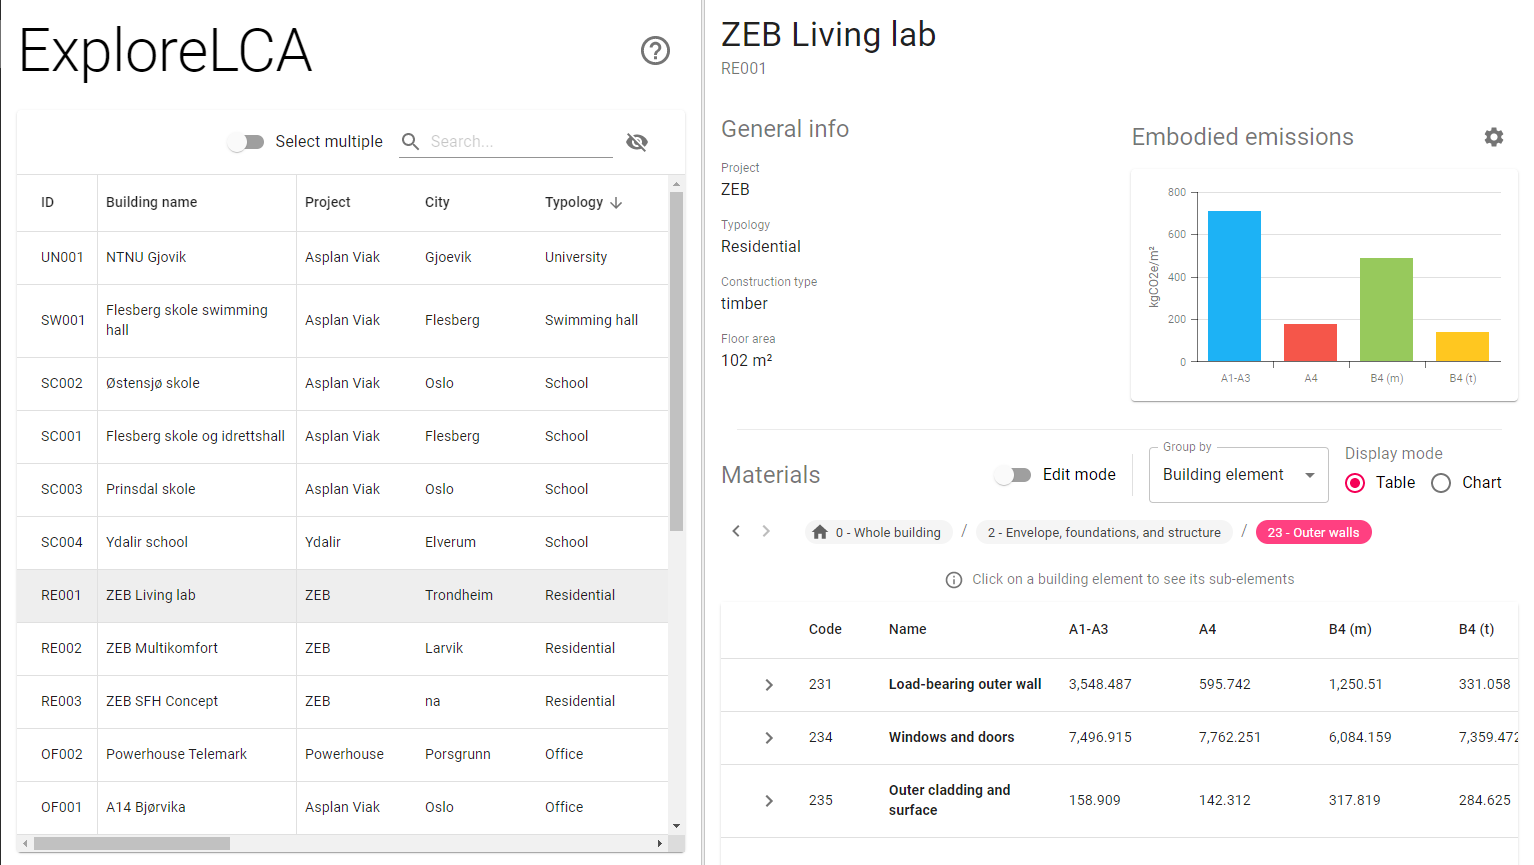 ExploreLCA
Select multiple
Search...
ID Building name Project City Typology
UN001 NTNU Gjovik Asplan Viak Gjoevik University
SW001 Flesberg skole swimming hall Asplan Viak Flesberg Swimming hall
SC002 Østensjø skole Asplan Viak Oslo School
SC001 Flesberg skole og idrettshall Asplan Viak Flesberg School
SC003 Prinsdal skole Asplan Viak Oslo School
SC004 Ydalir school Ydalir Elverum School
RE001 ZEB Living lab ZEB Trondheim Residential
RE002 ZEB Multikomfort ZEB Larvik Residential
RE003 ZEB SFH Concept ZEB na Residential
OF002 Powerhouse Telemark Powerhouse Porsgrunn Office
OF001 A14 Bjørvika Asplan Viak Oslo Office
ZEB Living lab
RE001
General info
Project
ZEB
Typology
Residential
Construction type
timber
Floor area
102 m²
Embodied emissions
kgCO2e/m²
800
600
400
200
0
A1-A3 A4 B4 (m) B4 (t)
Materials
Edit mode
Group by
Building element
Display mode
Table Chart
0 - Whole building / 2 - Envelope, foundations, and structure / 23 - Outer walls
Click on a building element to see its sub-elements
Code Name A1-A3 A4 B4 (m) B4 (t)
231 Load-bearing outer wall 3,548.487 595.742 1,250.51 331.058
234 Windows and doors 7,496.915 7,762.251 6,084.159 7,359.472
235 Outer cladding and surface 158.909 142.312 317.819 284.625